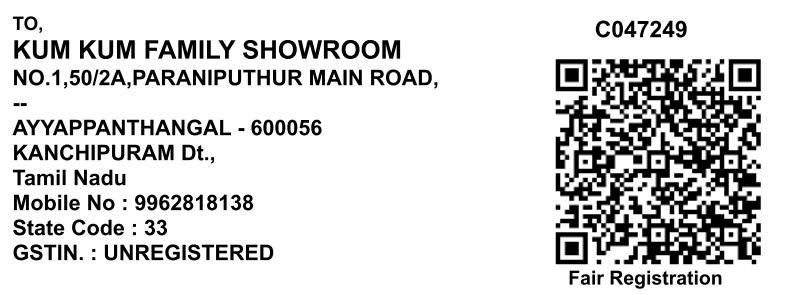 TO,
KUM KUM FAMILY SHOWROOM
NO.1,50/2A,PARANIPUTHUR MAIN ROAD,
--
AYYAPPANTHANGAL - 600056
KANCHIPURAM Dt.,
Tamil Nadu
Mobile No : 9962818138
State Code : 33
GSTIN. : UNREGISTERED
C047249
Fair Registration